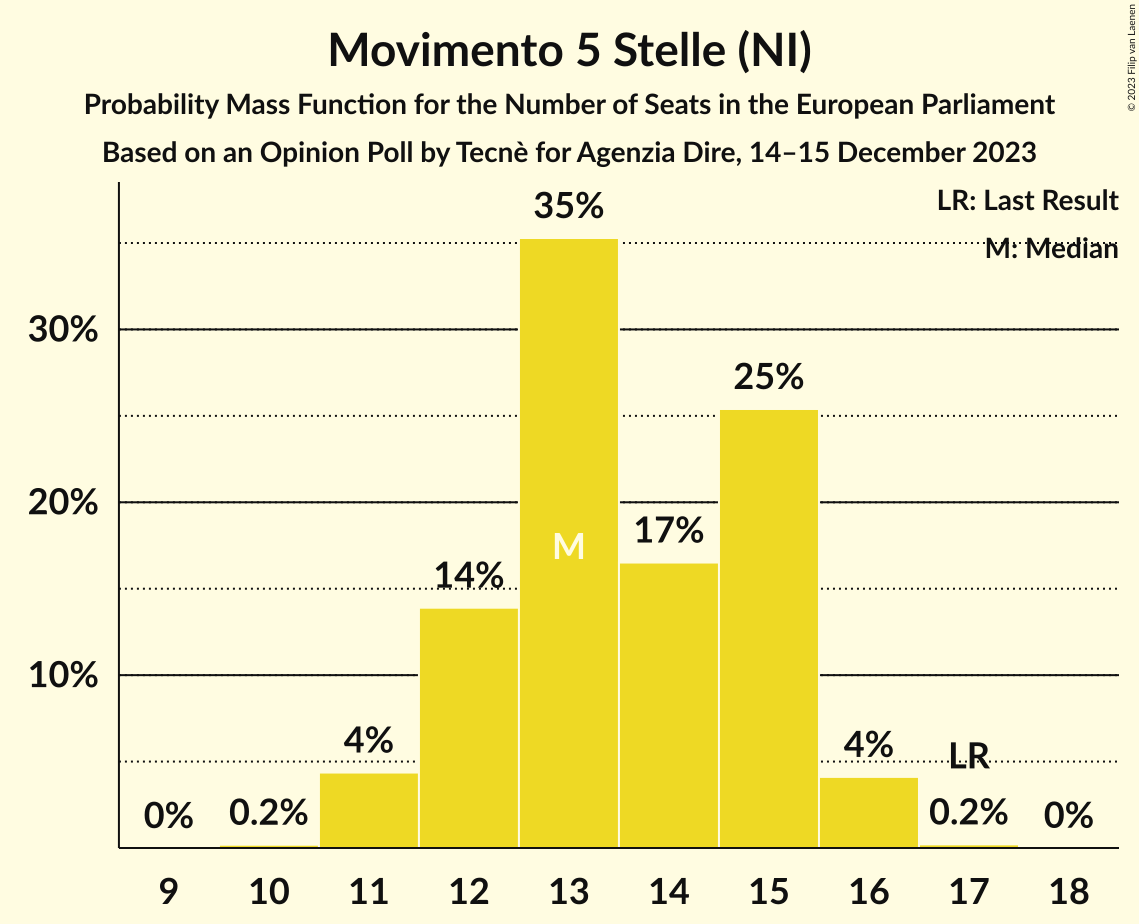 Movimento 5 Stelle (NI)
Probability Mass Function for the Number of Seats in the European Parliament
Based on an Opinion Poll by Tecnè for Agenzia Dire, 14–15 December 2023
© 2023 Filip van Laenen
LR: Last Result
M: Median
35%
30%
25%
20%
17%
M
14%
10%
4%
4%
LR
0%
0.2%
0.2%
0%
9 10 11 12 13 14 15 16 17 18